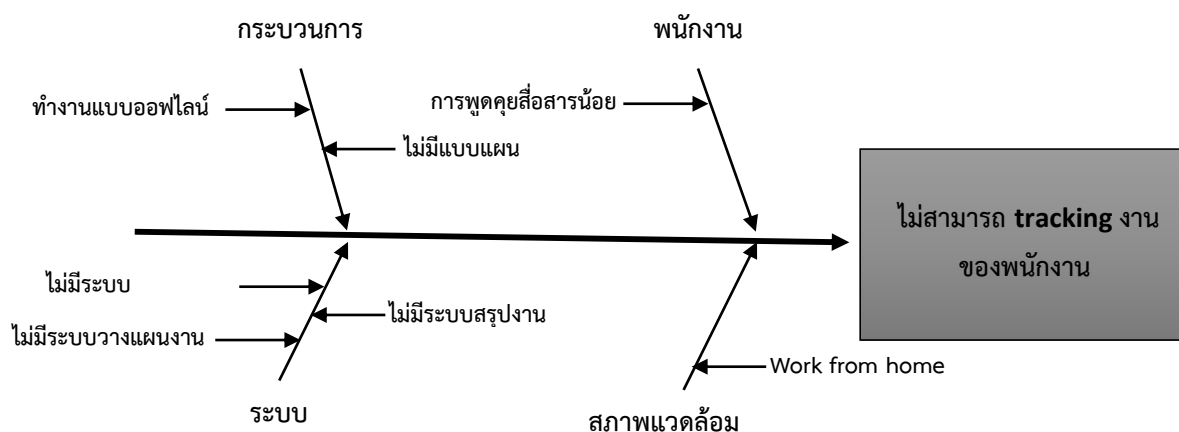 กระบวนการ
พนักงาน
ทำงานแบบออฟไลน์
การพูดคุยสื่อสารน้อย
ไม่มีแบบแผน
ไม่สามารถ tracking งาน
ของพนักงาน
ไม่มีระบบ
ไม่มีระบบสรุปงาน
ไม่มีระบบวางแผนงาน
Work from home
ระบบ
สภาพแวดล้อม